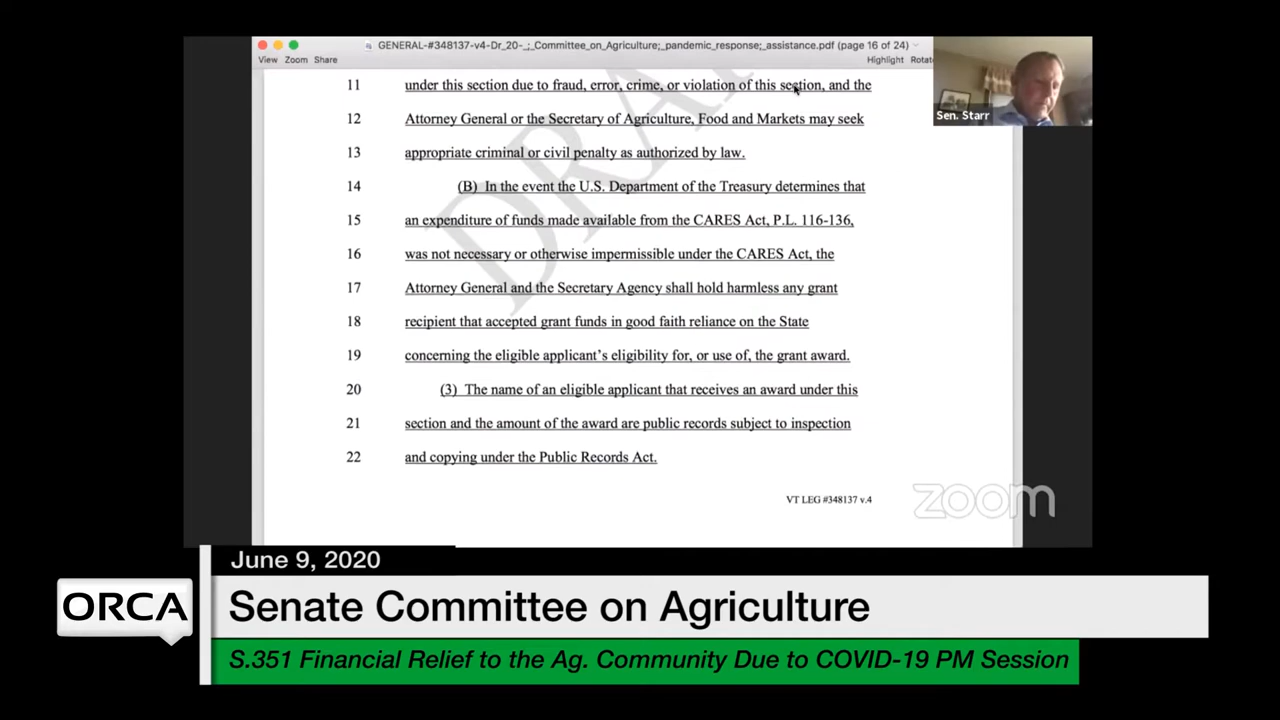 GENERAL-#348137-v4-Dr_20-_;_Committee_on_Agriculture;_pandemic_response;_assistance.pdf (page 16 of 24)
View Zoom Share Highlight
11 under this section due to fraud, error, crime, or violation of this section, and the
12 Attorney General or the Secretary of Agriculture, Food and Markets may seek
13 appropriate criminal or civil penalty as authorized by law.
14 (B) In the event the U.S. Department of the Treasury determines that
15 an expenditure of funds made available from the CARES Act, P.L. 116-136,
16 was not necessary or otherwise impermissible under the CARES Act, the
17 Attorney General and the Secretary Agency shall hold harmless any grant
18 recipient that accepted grant funds in good faith reliance on the State
19 concerning the eligible applicant's eligibility for, or use of, the grant award.
20 (3) The name of an eligible applicant that receives an award under this
21 section and the amount of the award are public records subject to inspection
22 and copying under the Public Records Act.
VT LEG #348137 v.4
DRAFT
Sen. Starr
zoom
June 9, 2020
ORCA
Senate Committee on Agriculture
S.351 Financial Relief to the Ag. Community Due to COVID-19 PM Session